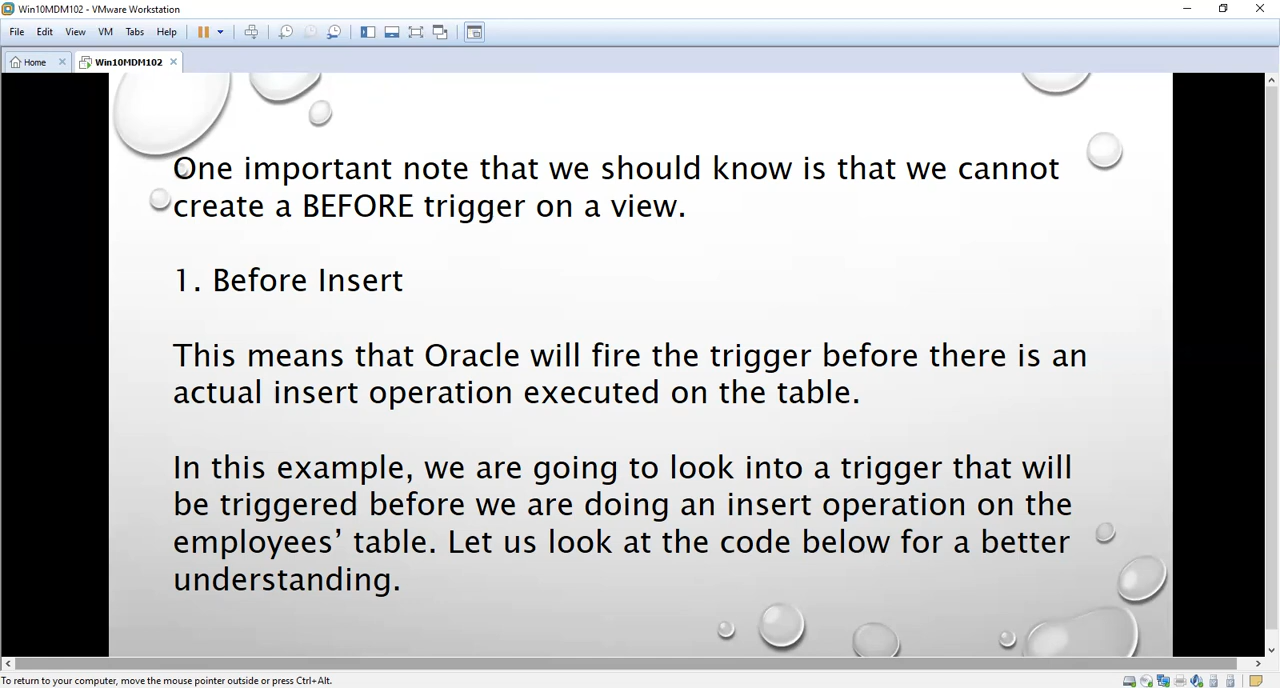 Win10MDM102 - VMware Workstation
File Edit View VM Tabs Help
Home Win10MDM102
One important note that we should know is that we cannot
create a BEFORE trigger on a view.
1. Before Insert
This means that Oracle will fire the trigger before there is an
actual insert operation executed on the table.
In this example, we are going to look into a trigger that will
be triggered before we are doing an insert operation on the
employees’ table. Let us look at the code below for a better
understanding.
To return to your computer, move the mouse pointer outside or press Ctrl+Alt.